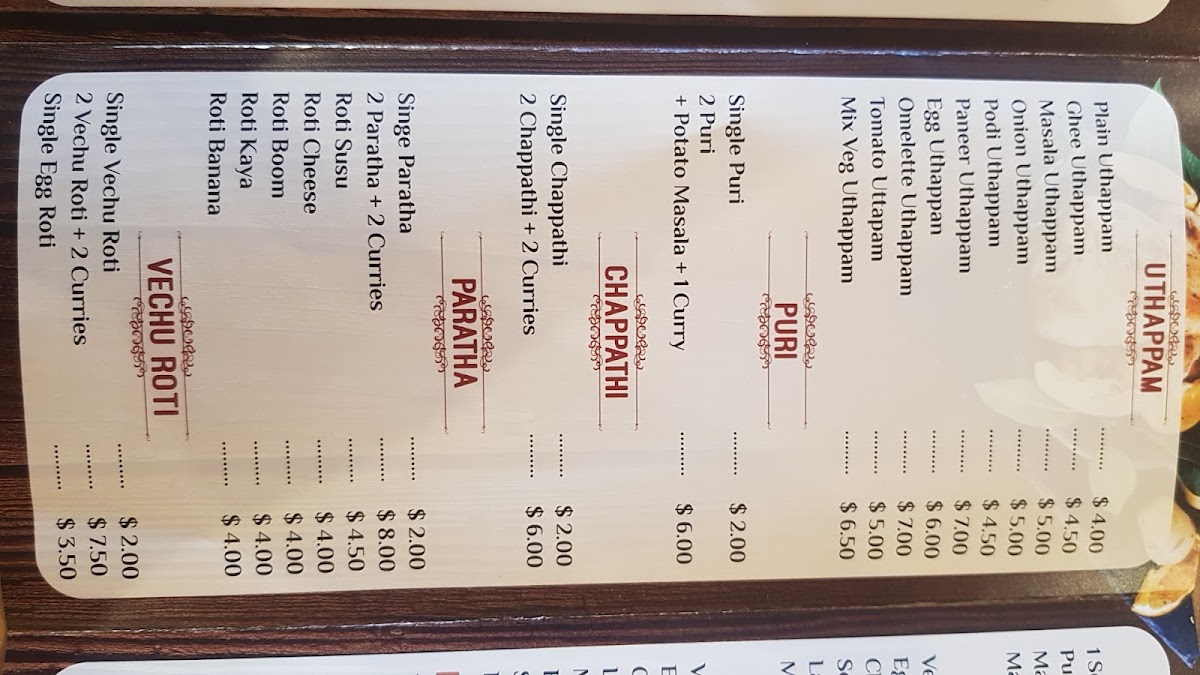 UTHAPPAM
Plain Uthappam ........ $ 4.00
Ghee Uthappam ........ $ 4.50
Masala Uthappam ........ $ 5.00
Onion Uthappam ........ $ 5.00
Podi Uthappam ........ $ 4.50
Paneer Uthappam ........ $ 7.00
Egg Uthappan ........ $ 6.00
Omelette Uthappam ........ $ 7.00
Tomato Uttapam ........ $ 5.00
Mix Veg Uthappam ........ $ 6.50
PURI
Single Puri ........ $ 2.00
2 Puri
+ Potato Masala + 1 Curry ........ $ 6.00
CHAPPATHI
Single Chappathi ........ $ 2.00
2 Chappathi + 2 Curries ........ $ 6.00
PARATHA
Singe Paratha ........ $ 2.00
2 Paratha + 2 Curries ........ $ 8.00
Roti Susu ........ $ 4.50
Roti Cheese ........ $ 4.00
Roti Boom ........ $ 4.00
Roti Kaya ........ $ 4.00
Roti Banana ........ $ 4.00
VECHU ROTI
Single Vechu Roti ........ $ 2.00
2 Vechu Roti + 2 Curries ........ $ 7.50
Single Egg Roti ........ $ 3.50